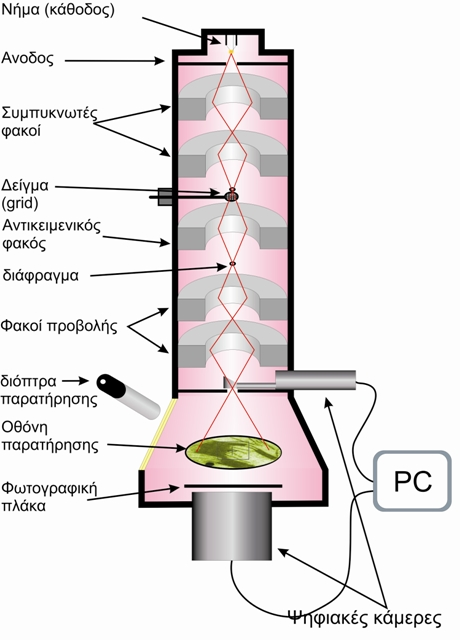 Νήμα (κάθοδος)
Ανοδος
Συμπυκνωτές
φακοί
Δείγμα
(grid)
Αντικειμενικός
φακός
διάφραγμα
Φακοί προβολής
διόπτρα
παρατήρησης
Οθόνη
παρατήρησης
Φωτογραφική
πλάκα
PC
Ψηφιακές κάμερες